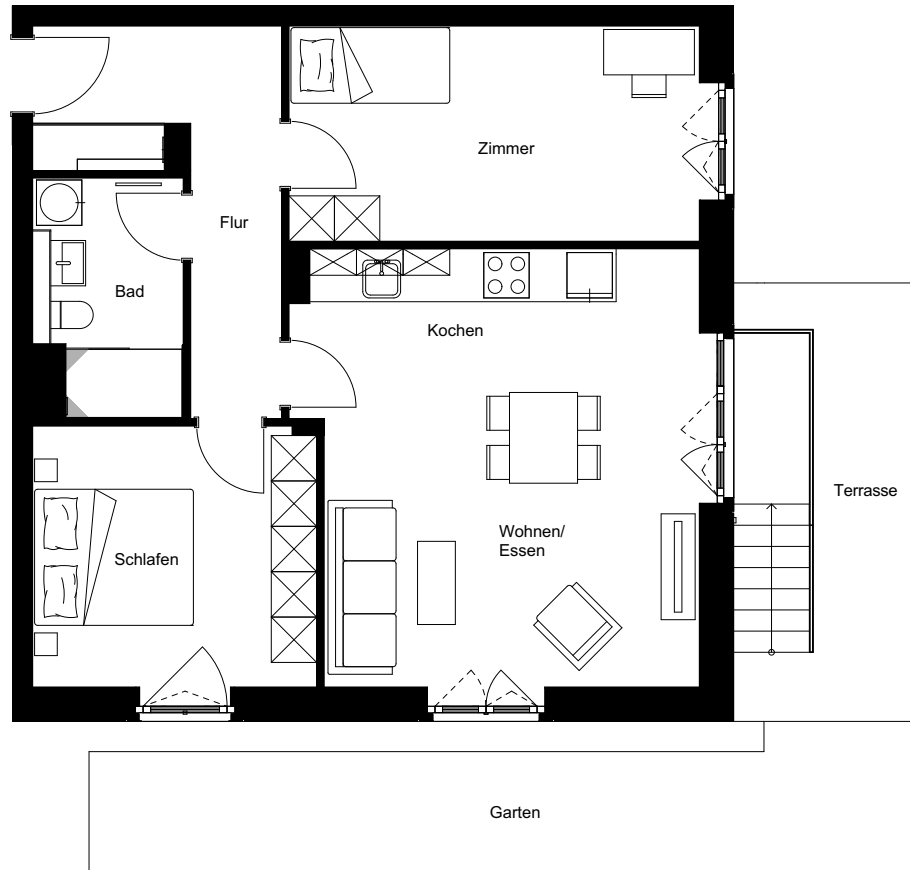 Zimmer
Flur
Bad
Kochen
Terrasse
Wohnen/
Essen
Schlafen
Garten